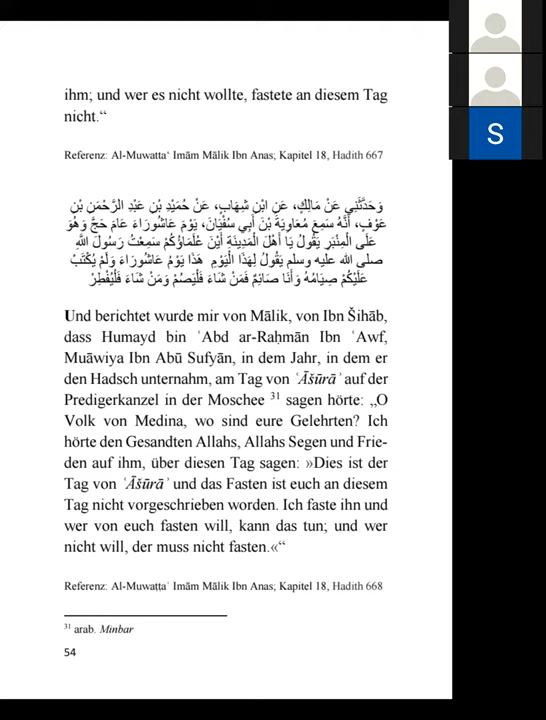 ihm; und wer es nicht wollte, fastete an diesem Tag
nicht.“
Referenz: Al-Muwatta‘ Imām Mālik Ibn Anas; Kapitel 18, Hadith 667
وَحَدَّثَنِي عَنْ مَالِكٍ، عَنِ ابْنِ شِهَابٍ، عَنْ حُمَيْدِ بْنِ عَبْدِ الرَّحْمَنِ بْنِ
عَوْفٍ، أَنَّهُ سَمِعَ مُعَاوِيَةَ بْنَ أَبِي سُفْيَانَ، يَوْمَ عَاشُورَاءَ عَامَ حَجَّ وَهُوَ
عَلَى الْمِنْبَرِ يَقُولُ يَا أَهْلَ الْمَدِينَةِ أَيْنَ عُلَمَاؤُكُمْ سَمِعْتُ رَسُولَ اللَّهِ
صلى الله عليه وسلم يَقُولُ لِهَذَا الْيَوْمِ هَذَا يَوْمُ عَاشُورَاءَ وَلَمْ يُكْتَبْ
عَلَيْكُمْ صِيَامُهُ وَأَنَا صَائِمٌ فَمَنْ شَاءَ فَلْيَصُمْ وَمَنْ شَاءَ فَلْيُفْطِرْ
Und berichtet wurde mir von Mālik, von Ibn Šihāb,
dass Humayd bin ʿAbd ar-Raḥmān Ibn ʿAwf,
Muāwiya Ibn Abū Sufyān, in dem Jahr, in dem er
den Hadsch unternahm, am Tag von ʿĀšūrāʾ auf der
Predigerkanzel in der Moschee 31 sagen hörte: „O
Volk von Medina, wo sind eure Gelehrten? Ich
hörte den Gesandten Allahs, Allahs Segen und Frie-
den auf ihm, über diesen Tag sagen: »Dies ist der
Tag von ʿĀšūrāʾ und das Fasten ist euch an diesem
Tag nicht vorgeschrieben worden. Ich faste ihn und
wer von euch fasten will, kann das tun; und wer
nicht will, der muss nicht fasten.«“
Referenz: Al-Muwaṭṭaʾ Imām Mālik Ibn Anas; Kapitel 18, Hadith 668
31 arab. Minbar
54
S